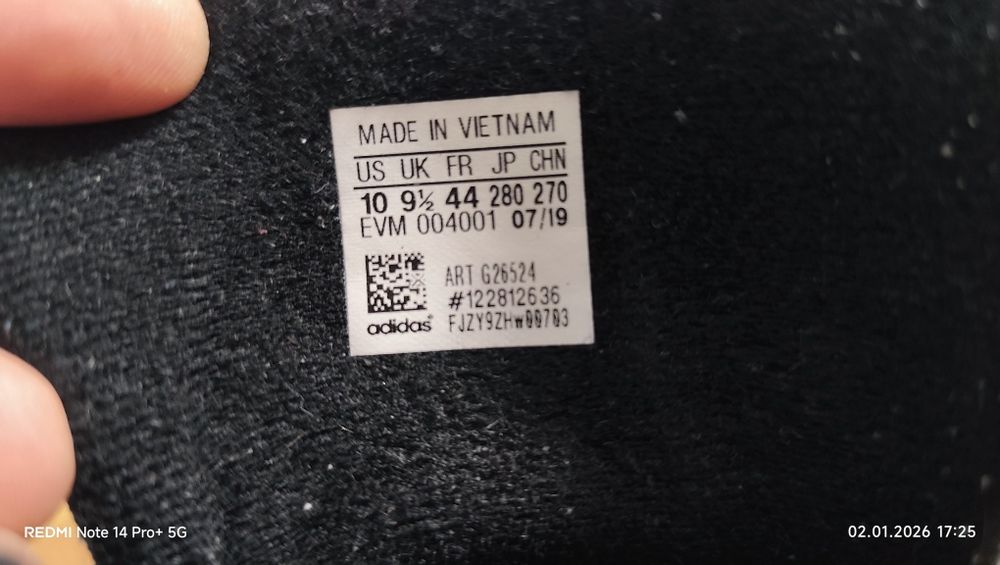 MADE IN VIETNAM
US UK FR JP CHN
10 9½ 44 280 270
EVM 004001 07/19
ART G26524
#122812636
adidas® FJZY9ZHw00703
REDMI Note 14 Pro+ 5G
02.01.2026 17:25